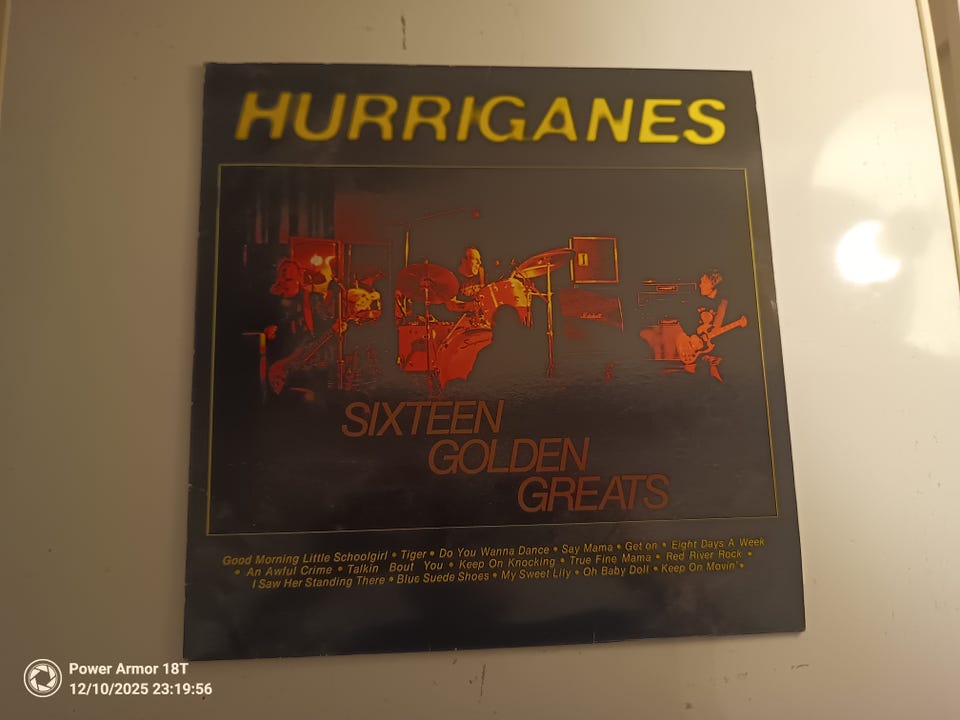 HURRIGANES
Marshall
SIXTEEN
GOLDEN
GREATS
Good Morning Little Schoolgirl • Tiger • Do You Wanna Dance • Say Mama • Get on • Eight Days A Week
• An Awful Crime • Talkin' Bout You • Keep On Knocking • True Fine Mama • Red River Rock •
I Saw Her Standing There • Blue Suede Shoes • My Sweet Lily • Oh Baby Doll • Keep On Movin' •
Power Armor 18T
12/10/2025 23:19:56